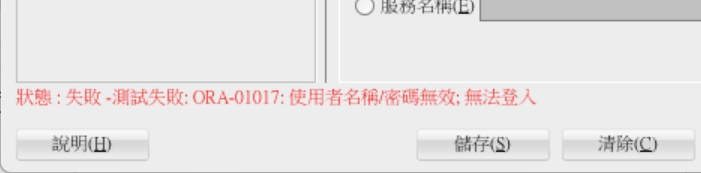 服務名稱(E)
狀態 : 失敗 -測試失敗: ORA-01017: 使用者名稱/密碼無效; 無法登入
說明(H) 儲存(S) 清除(C)